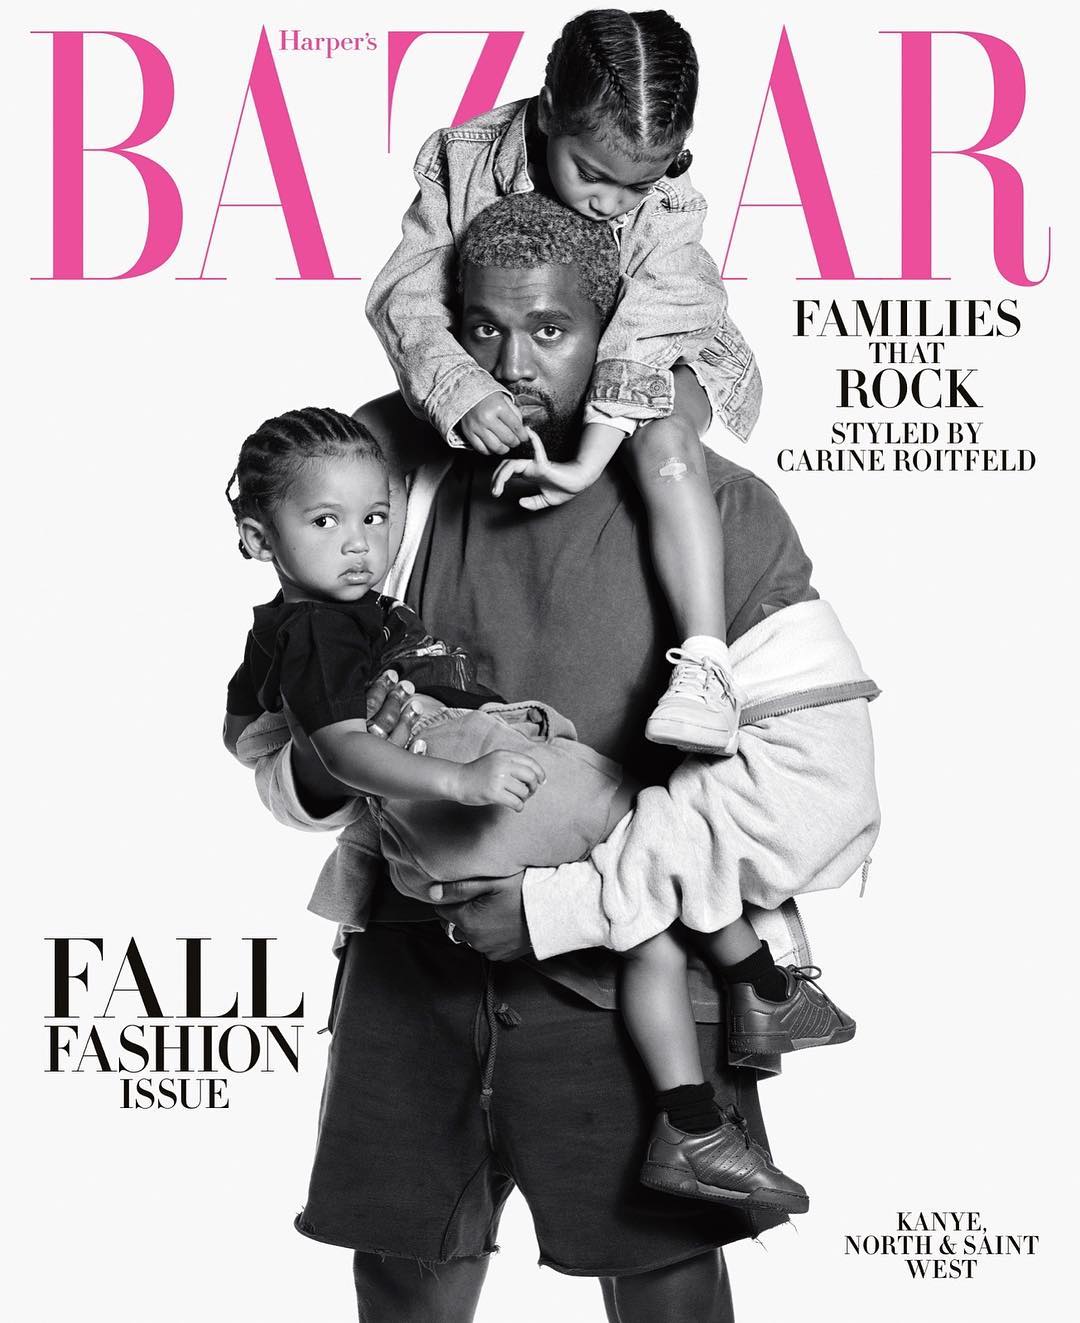 Harper's
BAZAAR
FAMILIES
THAT
ROCK
STYLED BY
CARINE ROITFELD
FALL
FASHION
ISSUE
KANYE,
NORTH & SAINT
WEST